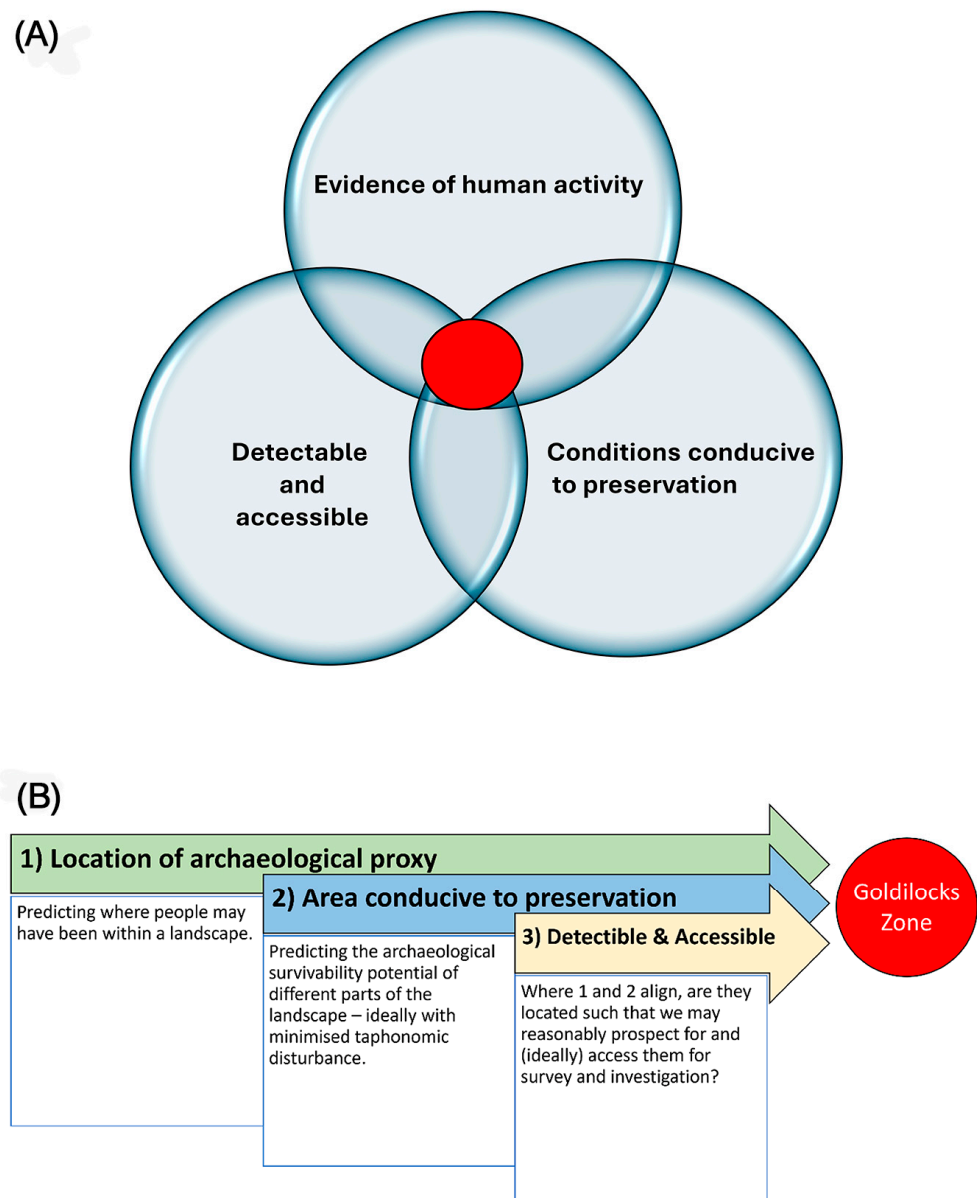 (A)
Evidence of human activity
Detectable
and
accessible
Conditions conducive
to preservation
(B)
1) Location of archaeological proxy
Predicting where people may
have been within a landscape.
2) Area conducive to preservation
Predicting the archaeological
survivability potential of
different parts of the
landscape – ideally with
minimised taphonomic
disturbance.
3) Detectible & Accessible
Where 1 and 2 align, are they
located such that we may
reasonably prospect for and
(ideally) access them for
survey and investigation?
Goldilocks
Zone